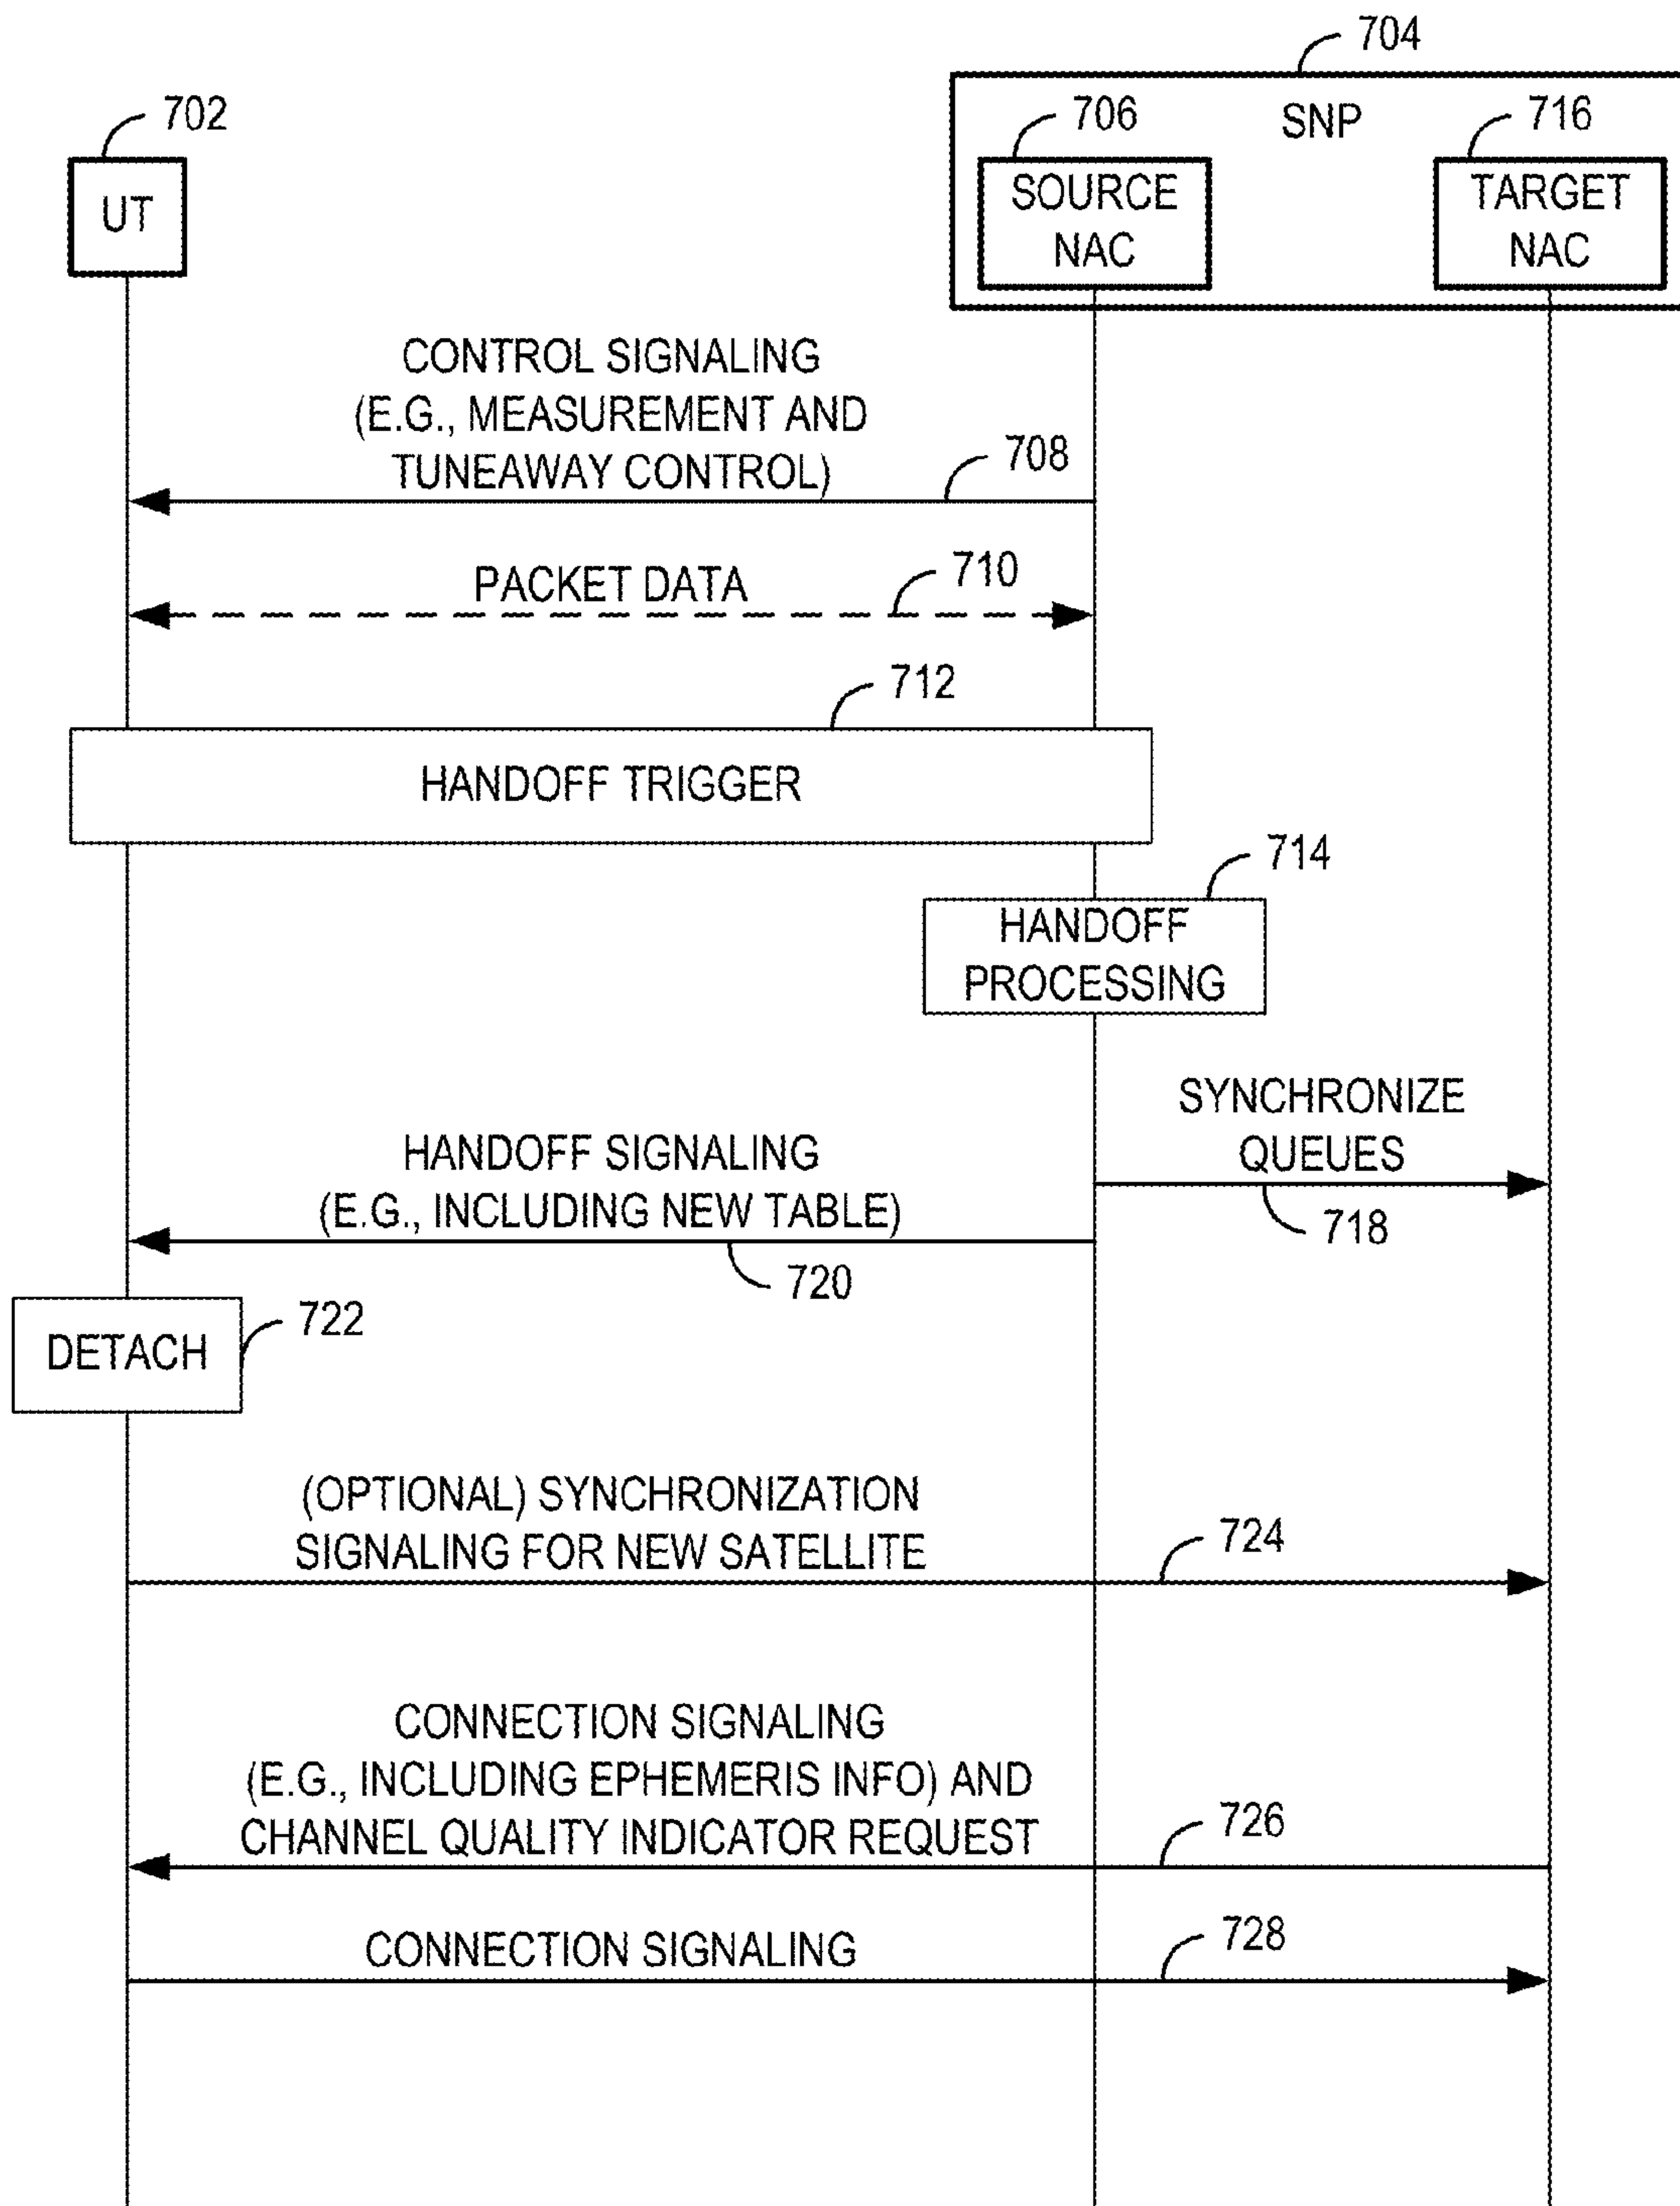 704
702
706
SNP
716
UT
SOURCE
NAC
TARGET
NAC
CONTROL SIGNALING
(E.G., MEASUREMENT AND
TUNEAWAY CONTROL)
708
PACKET DATA
710
712
HANDOFF TRIGGER
714
HANDOFF
PROCESSING
SYNCHRONIZE
QUEUES
718
HANDOFF SIGNALING
(E.G., INCLUDING NEW TABLE)
720
722
DETACH
(OPTIONAL) SYNCHRONIZATION
SIGNALING FOR NEW SATELLITE
724
CONNECTION SIGNALING
(E.G., INCLUDING EPHEMERIS INFO) AND
CHANNEL QUALITY INDICATOR REQUEST
726
CONNECTION SIGNALING
728